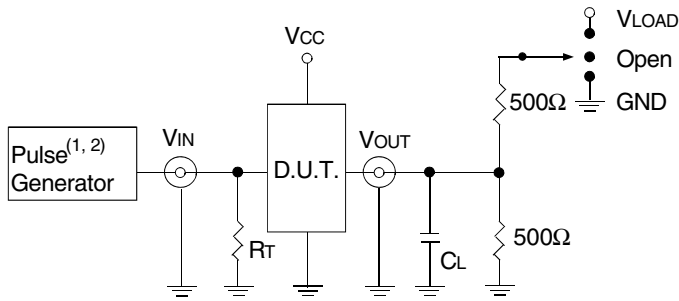 VLOAD
VCC
Open
500Ω
GND
VIN
VOUT
Pulse(1, 2)
Generator
D.U.T.
RT
CL
500Ω